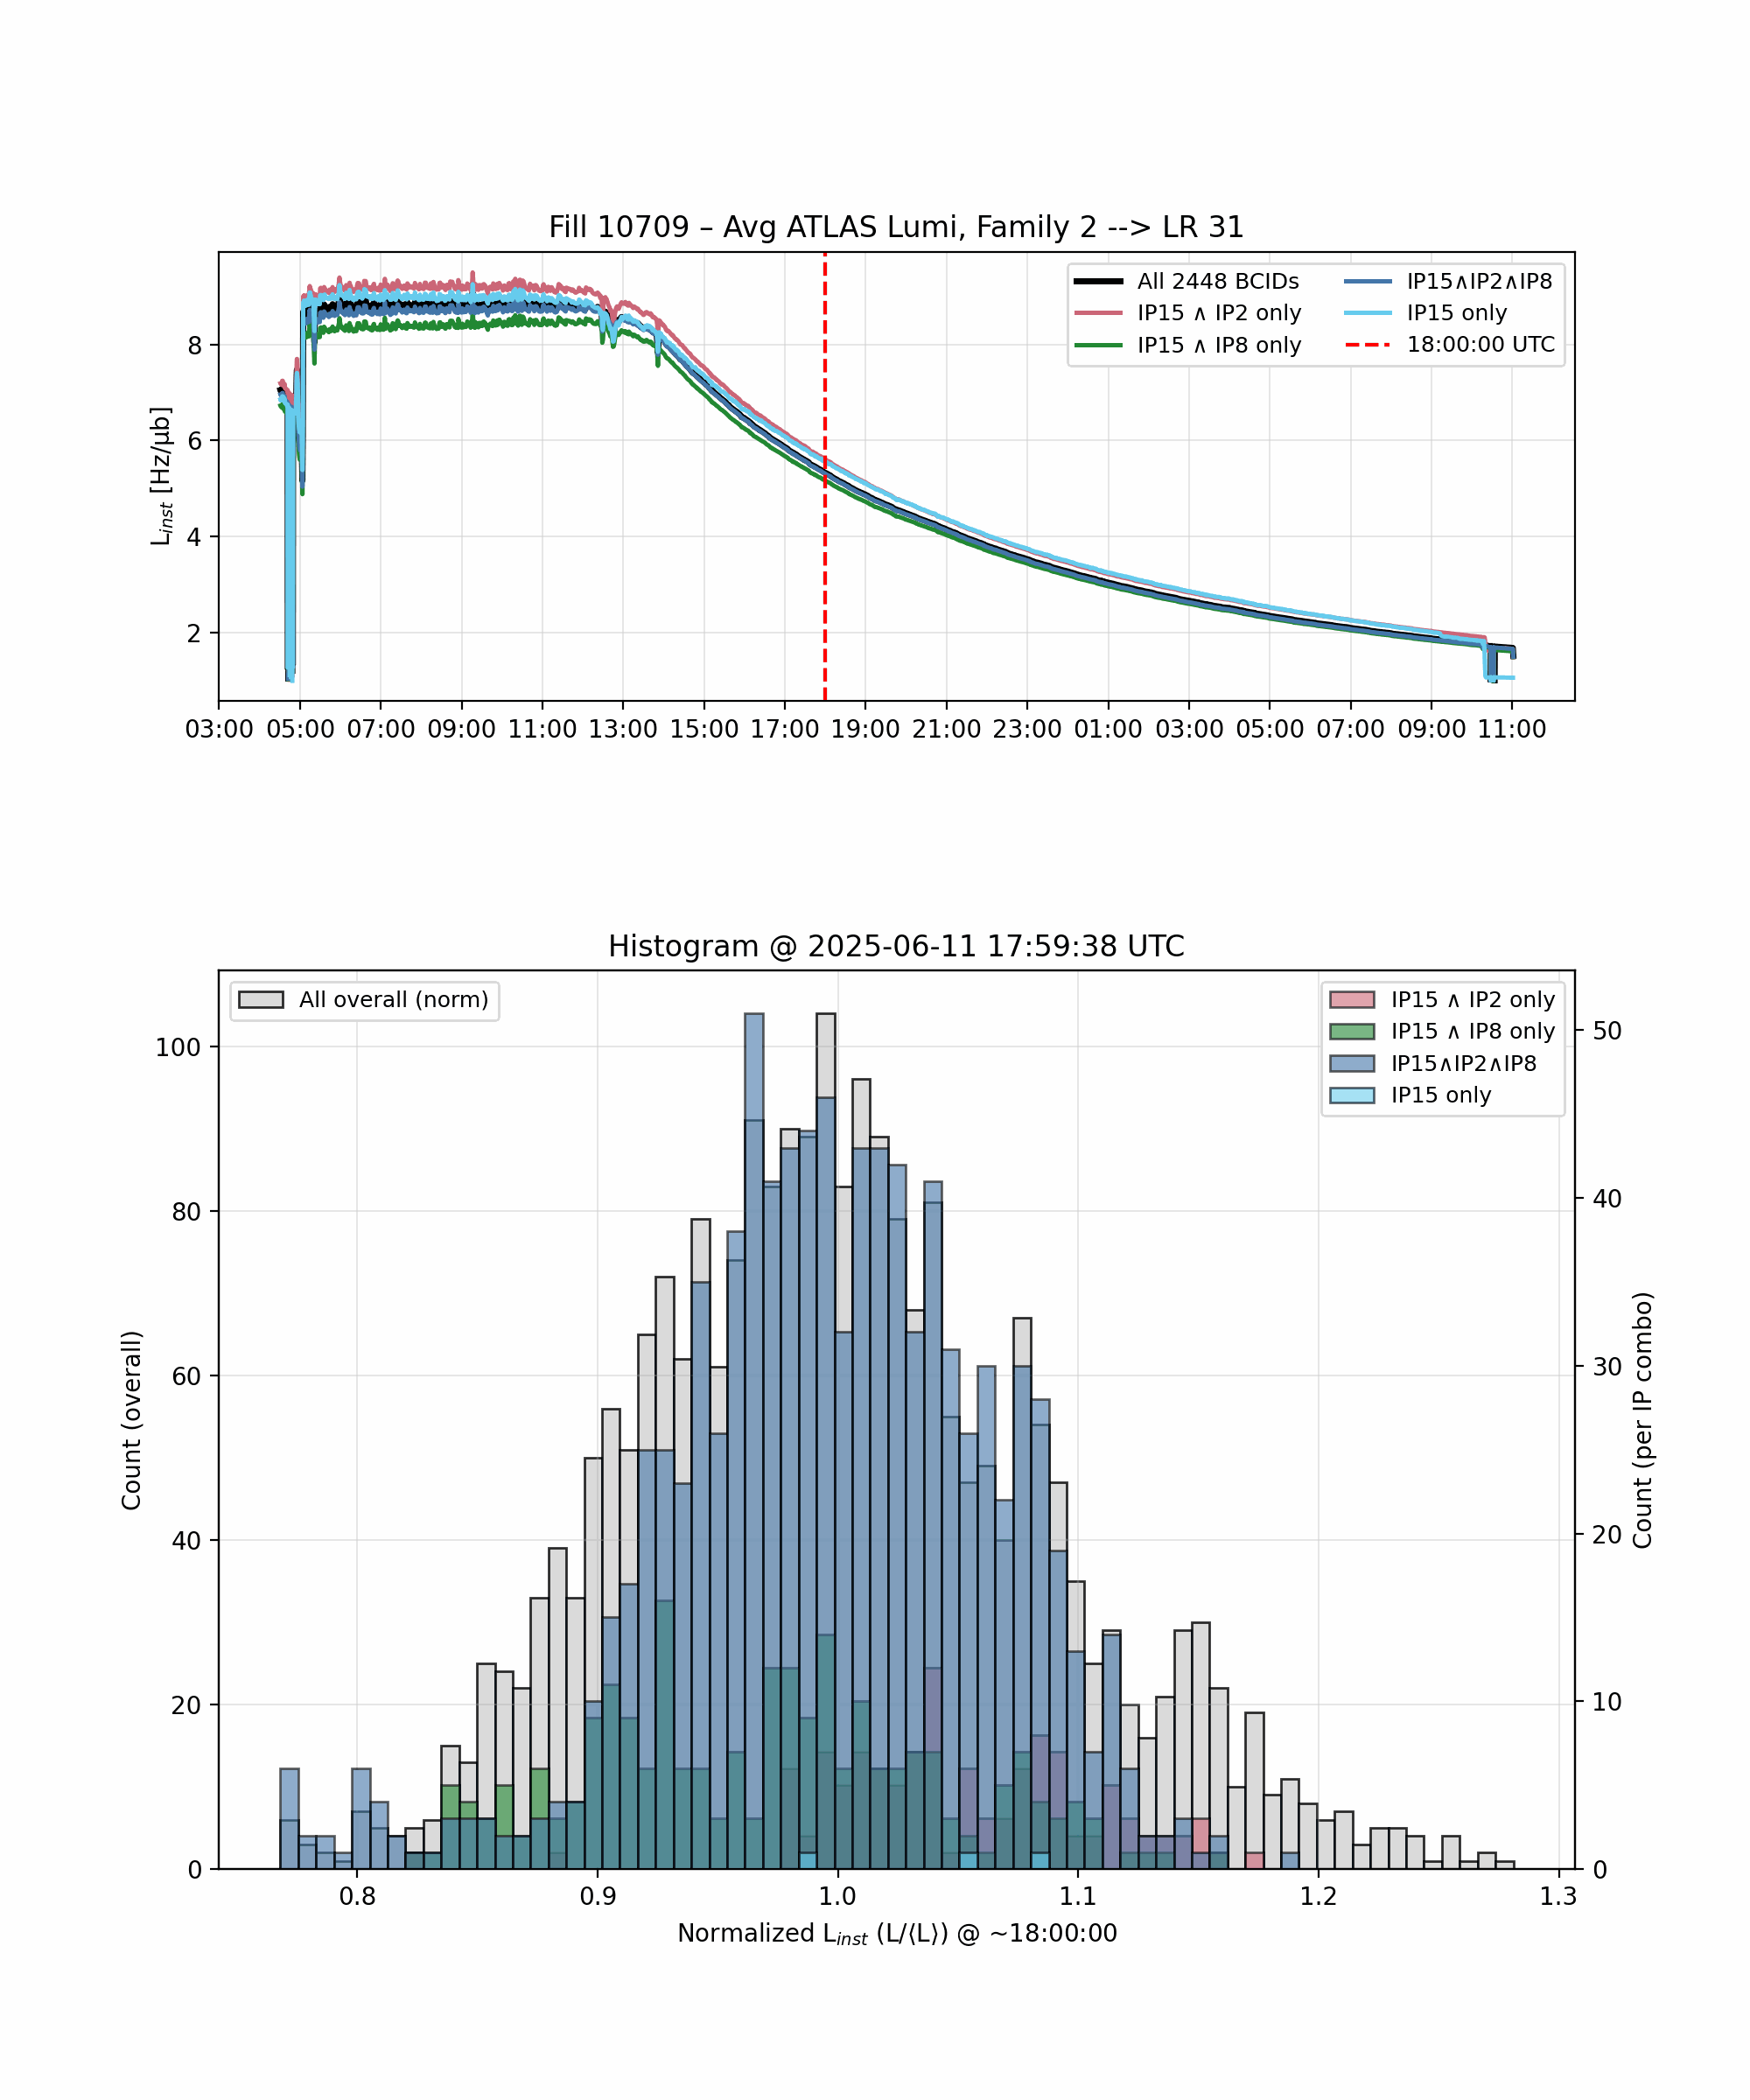 Fill 10709 – Avg ATLAS Lumi, Family 2 --> LR 31
All 2448 BCIDs
IP15 ∧ IP2 only
IP15 ∧ IP8 only
IP15∧IP2∧IP8
IP15 only
18:00:00 UTC
L_inst [Hz/μb]
8
6
4
2
03:00 05:00 07:00 09:00 11:00 13:00 15:00 17:00 19:00 21:00 23:00 01:00 03:00 05:00 07:00 09:00 11:00
Histogram @ 2025-06-11 17:59:38 UTC
All overall (norm)
IP15 ∧ IP2 only
IP15 ∧ IP8 only
IP15∧IP2∧IP8
IP15 only
Count (overall)
100
80
60
40
20
0
50
40
30
20
10
0
Count (per IP combo)
0.8 0.9 1.0 1.1 1.2 1.3
Normalized L_inst (L/⟨L⟩) @ ~18:00:00